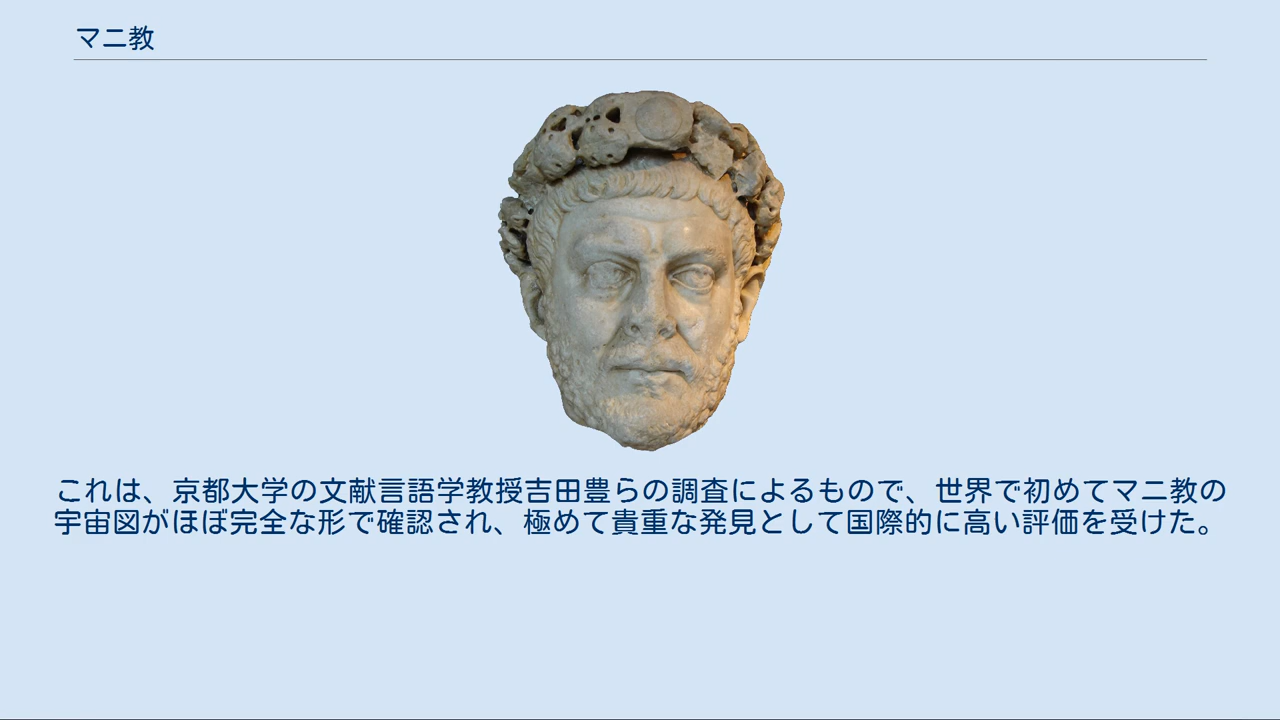 マニ教
これは、京都大学の文献言語学教授吉田豊らの調査によるもので、世界で初めてマニ教の
宇宙図がほぼ完全な形で確認され、極めて貴重な発見として国際的に高い評価を受けた。